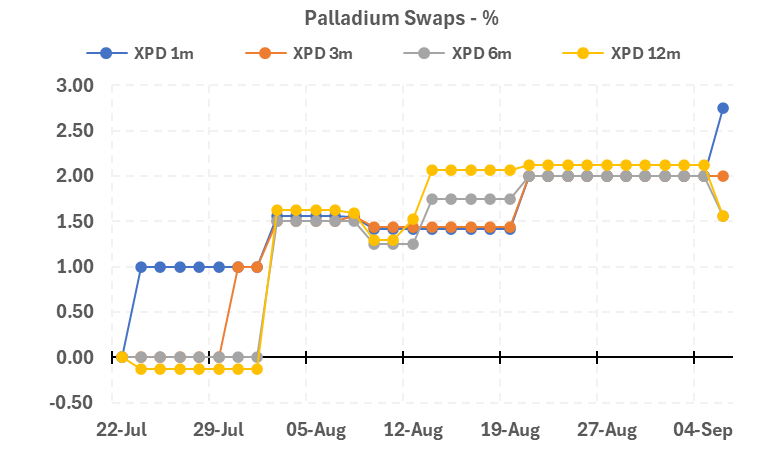 Palladium Swaps - %
XPD 1m XPD 3m XPD 6m XPD 12m
3.00
2.50
2.00
1.50
1.00
0.50
0.00
-0.50
22-Jul 29-Jul 05-Aug 12-Aug 19-Aug 27-Aug 04-Sep